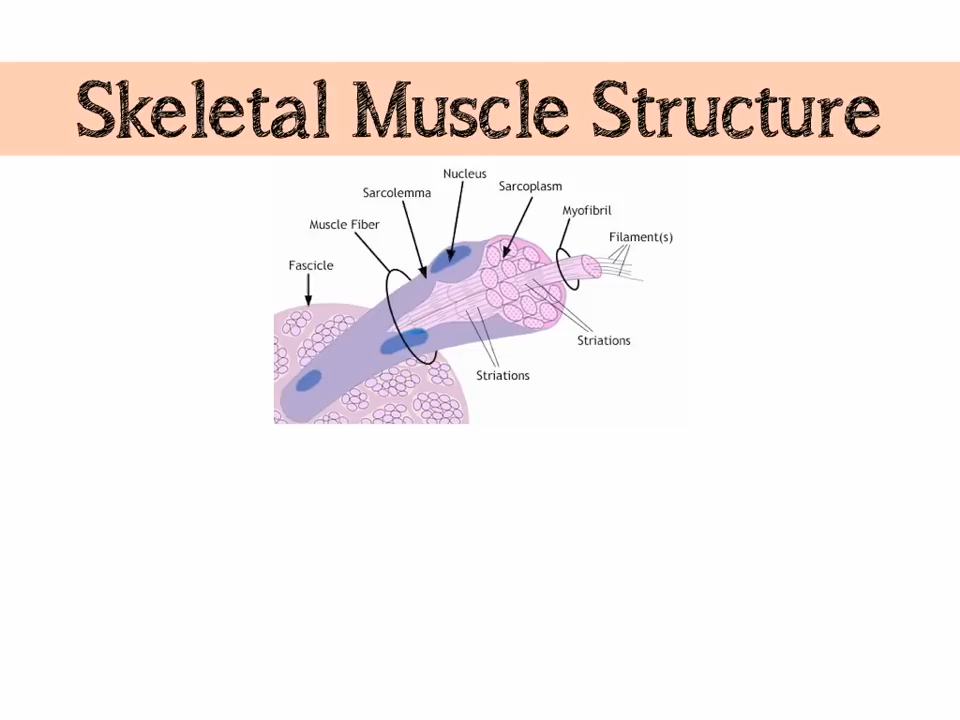 Skeletal Muscle Structure
Nucleus
Sarcolemma
Sarcoplasm
Myofibril
Muscle Fiber
Filament(s)
Fascicle
Striations
Striations